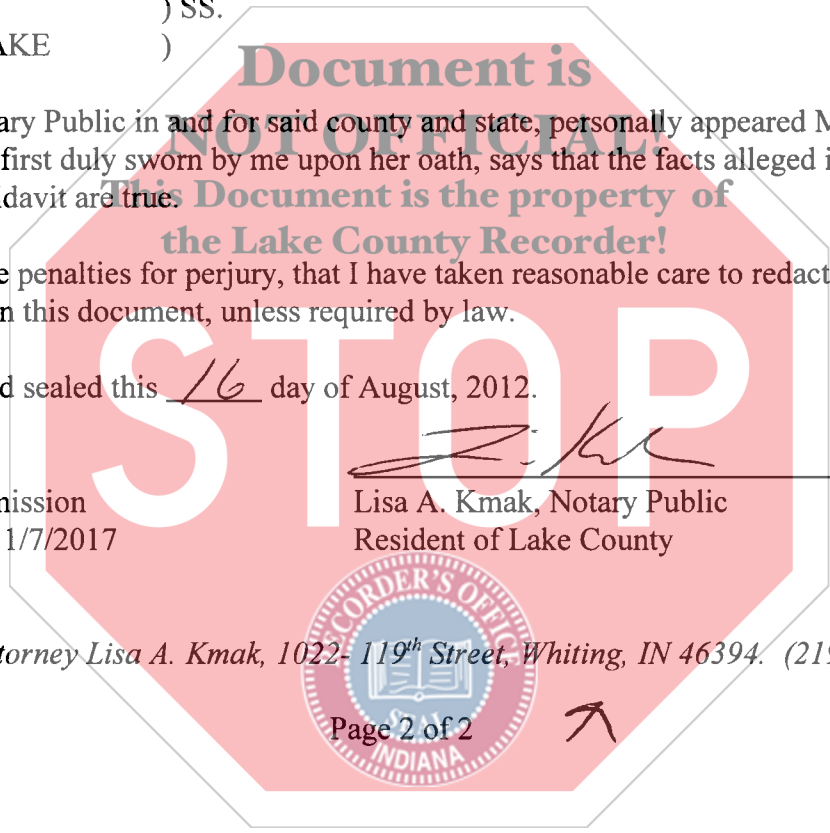 ) SS.
AKE )
Document is
ary Public in and for said county and state, personally appeared M
NOT OFFICIAL!
first duly sworn by me upon her oath, says that the facts alleged i
idavit are true.
This Document is the property of
the Lake County Recorder!
e penalties for perjury, that I have taken reasonable care to redact
n this document, unless required by law.
STOP
d sealed this 16 day of August, 2012.
mission
Lisa A. Kmak, Notary Public
1/7/2017
Resident of Lake County
RECORDER'S OFFICE
torney Lisa A. Kmak, 1022- 119th Street, Whiting, IN 46394. (219
SEAL
Page 2 of 2
INDIANA